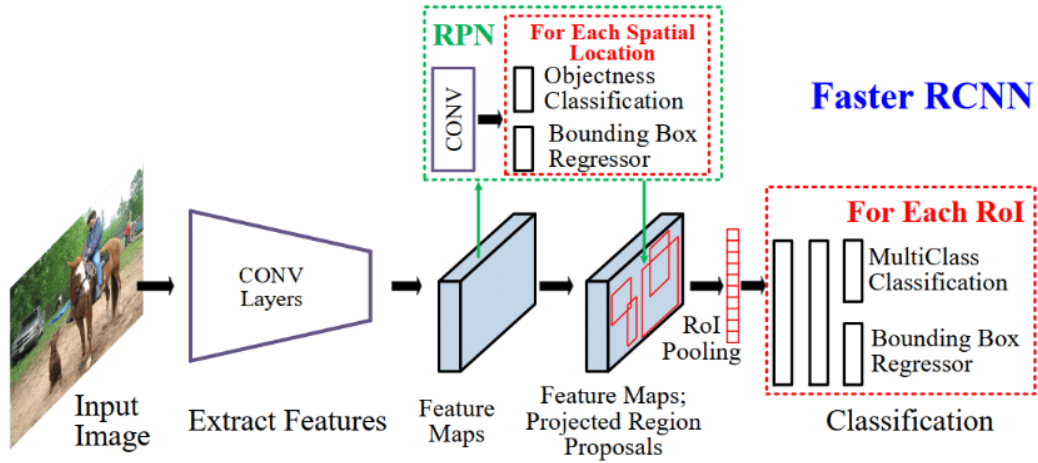 RPN
For Each Spatial
Location
CONV
Objectness
Classification
Bounding Box
Regressor
Faster RCNN
For Each RoI
CONV
Layers
MultiClass
Classification
Bounding Box
Regressor
RoI
Pooling
Input
Image
Extract Features
Feature
Maps
Feature Maps;
Projected Region
Proposals
Classification